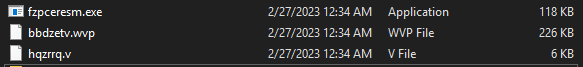 fzpceresm.exe 2/27/2023 12:34 AM Application 118 KB
bbdzetv.wvp 2/27/2023 12:34 AM WVP File 226 KB
hqzrrq.v 2/27/2023 12:34 AM V File 6 KB